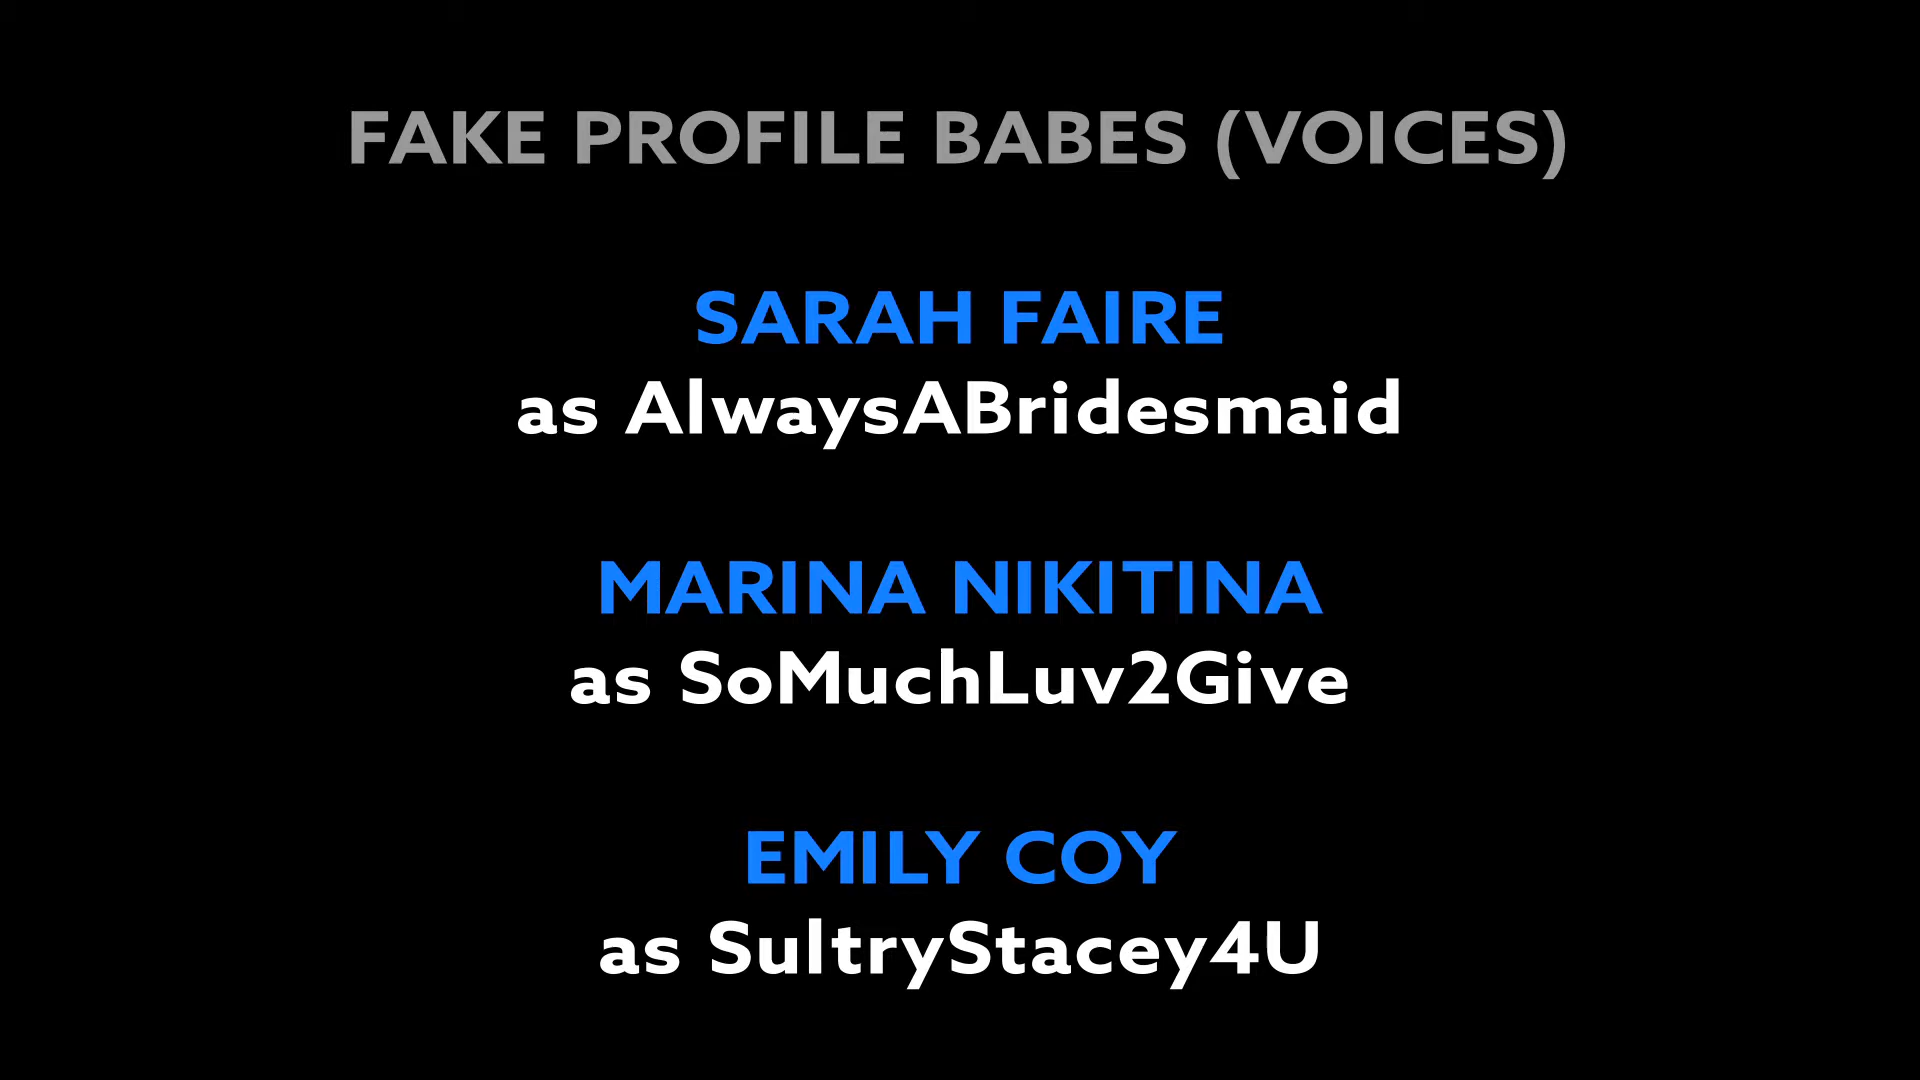 FAKE PROFILE BABES (VOICES)
SARAH FAIRE
as AlwaysABridesmaid
MARINA NIKITINA
as SoMuchLuv2Give
EMILY COY
as SultryStacey4U